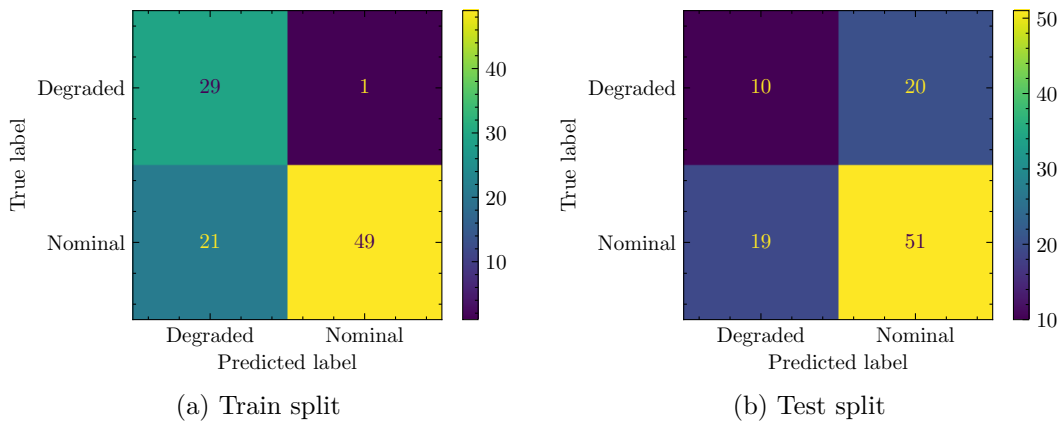 Degraded
Nominal
True label
29
1
21
49
Degraded
Nominal
Predicted label
40
30
20
10
(a) Train split
Degraded
Nominal
True label
10
20
19
51
Degraded
Nominal
Predicted label
50
40
30
20
10
(b) Test split